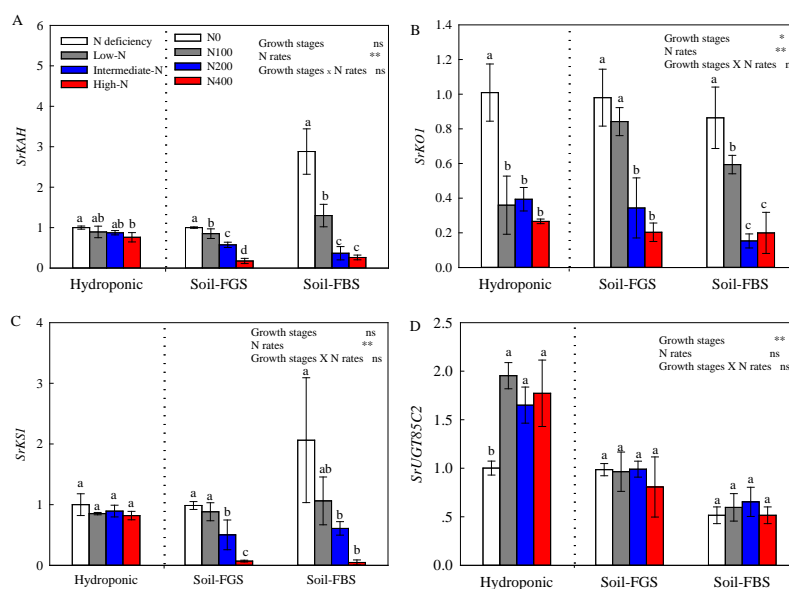 A
N deficiency
Low-N
Intermediate-N
High-N
N0
N100
N200
N400
Growth stages ns
N rates **
Growth stages x N rates ns
SrKAH
6
5
4
3
2
1
0
a ab ab b
a b c d
a b c c
Hydroponic Soil-FGS Soil-FBS
B
Growth stages *
N rates **
Growth stages X N rates n
SrKO1
1.4
1.2
1.0
0.8
0.6
0.4
0.2
0
a b b b
a a b b
a b c c
Hydroponic Soil-FGS Soil-FBS
C
Growth stages ns
N rates **
Growth stages X N rates ns
SrKS1
4
3
2
1
0
a a a a
a a b c
a ab b b
Hydroponic Soil-FGS Soil-FBS
D
Growth stages **
N rates ns
Growth stages X N rates ns
SrUGT85C2
2.5
2.0
1.5
1.0
.5
0.0
b a a a
a a a a
a a a a
Hydroponic Soil-FGS Soil-FBS